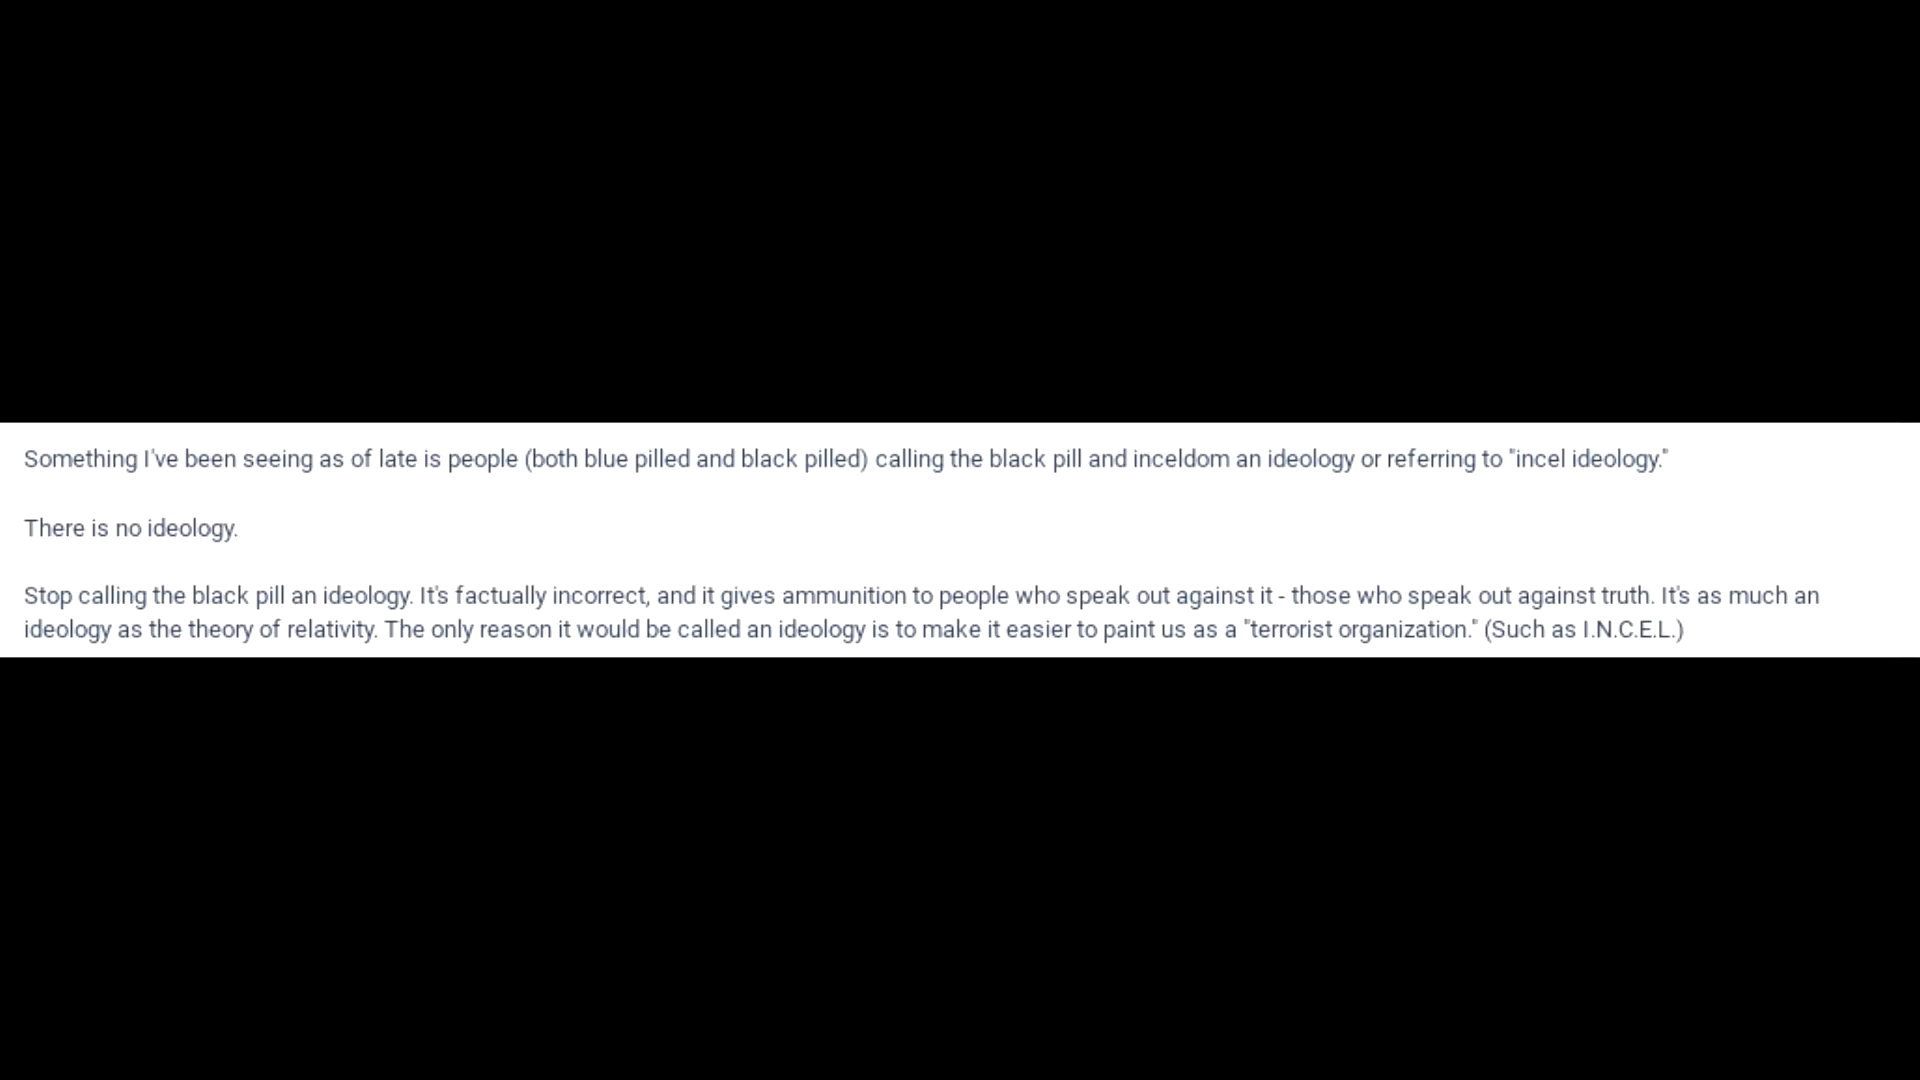 Something I've been seeing as of late is people (both blue pilled and black pilled) calling the black pill and inceldom an ideology or referring to "incel ideology."
There is no ideology.
Stop calling the black pill an ideology. It's factually incorrect, and it gives ammunition to people who speak out against it - those who speak out against truth. It's as much an
ideology as the theory of relativity. The only reason it would be called an ideology is to make it easier to paint us as a "terrorist organization." (Such as I.N.C.E.L.)